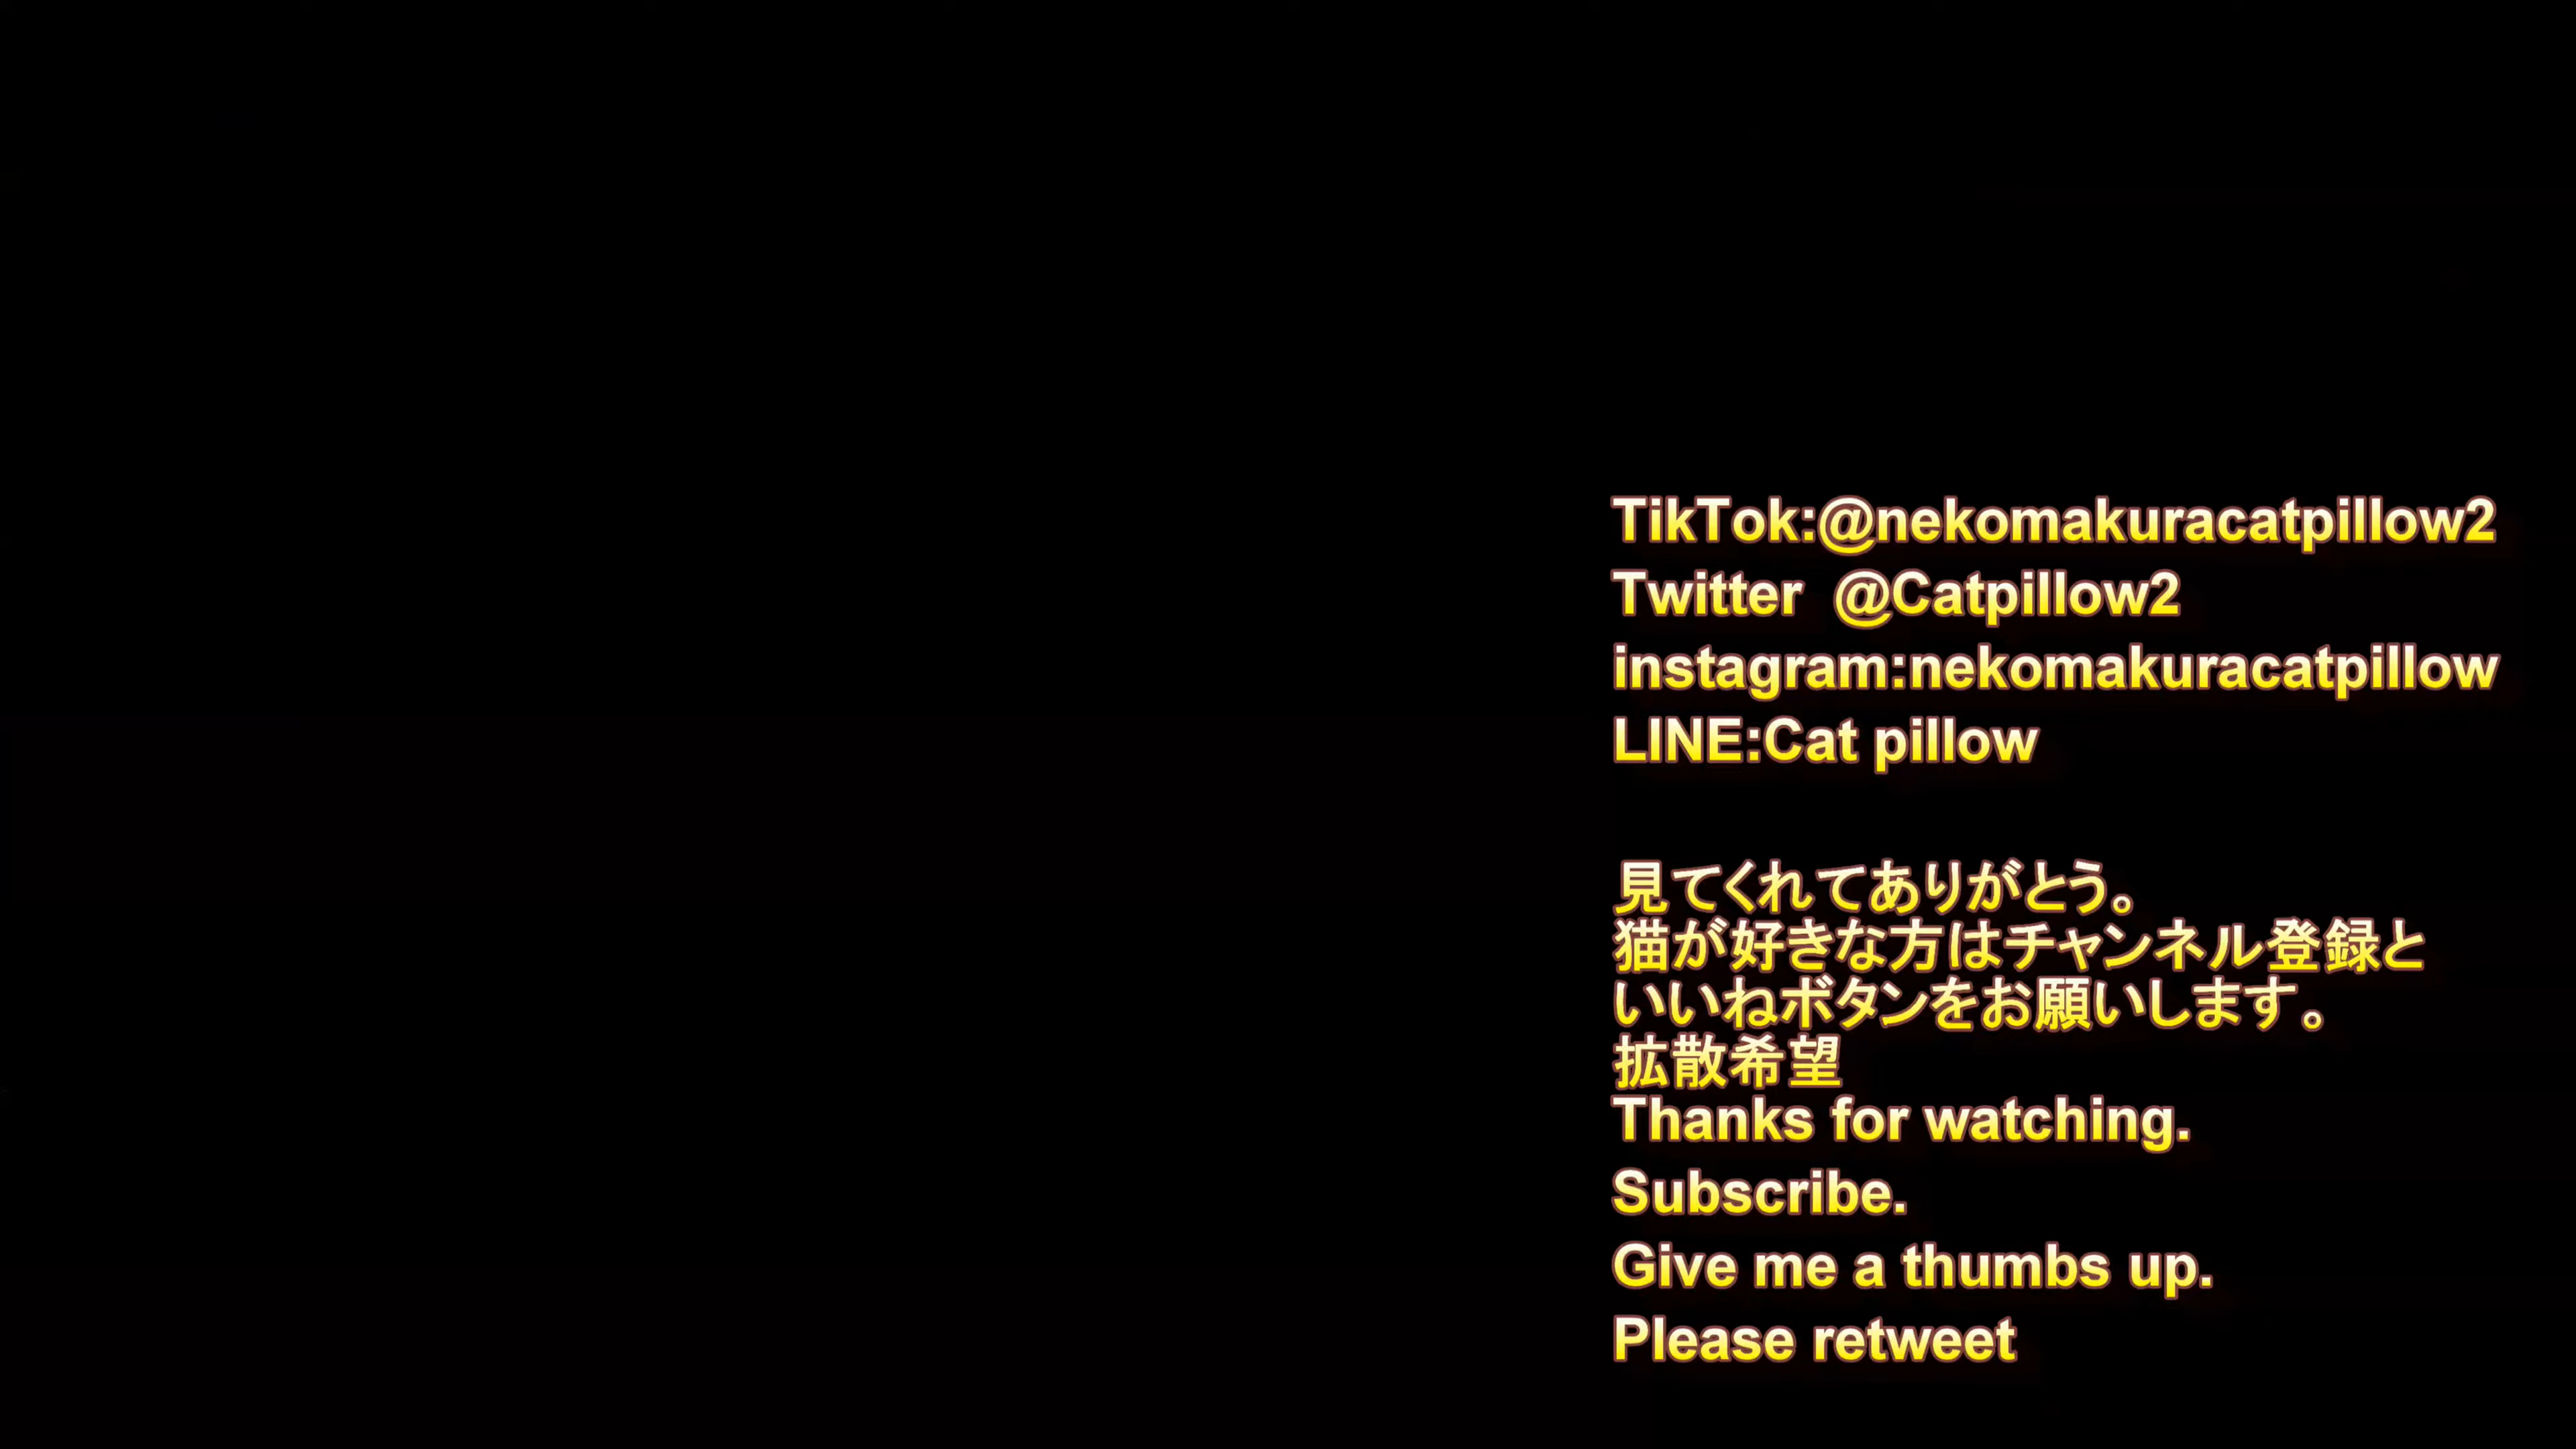 TikTok:@nekomakuracatpillow2
Twitter @Catpillow2
instagram:nekomakuracatpillow
LINE:Cat pillow
見てくれてありがとう。
猫が好きな方はチャンネル登録と
いいねボタンをお願いします。
拡散希望
Thanks for watching.
Subscribe.
Give me a thumbs up.
Please retweet